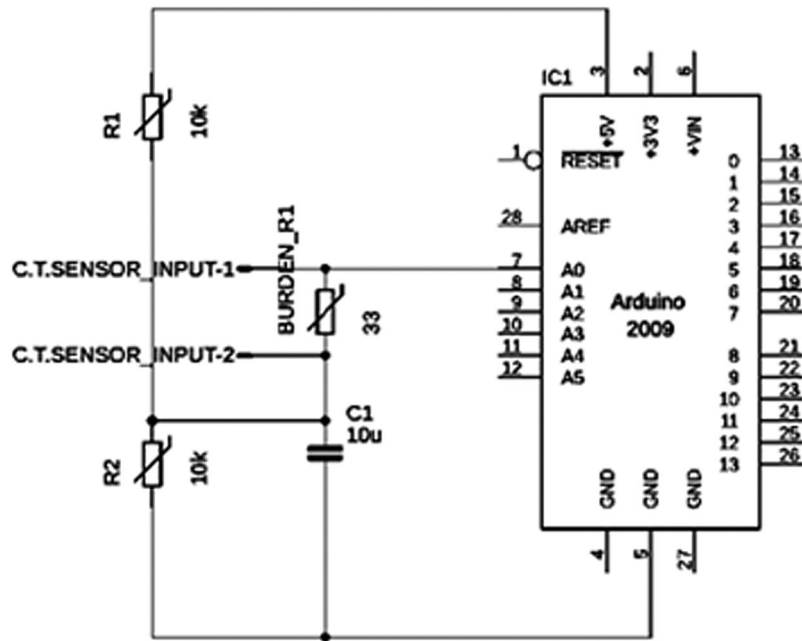 IC1
3
2
6
+5V
+3V3
+VIN
R1
10k
1
RESET
0
13
1
14
2
15
28
AREF
3
16
4
17
BURDEN_R1
C.T.SENSOR_INPUT-1
7
A0
5
18
8
A1
6
19
9
A2
Arduino
7
20
33
10
A3
2009
C.T.SENSOR_INPUT-2
11
A4
8
21
12
A5
9
22
10
23
C1
11
24
10u
12
25
R2
10k
13
26
GND
GND
GND
4
5
27